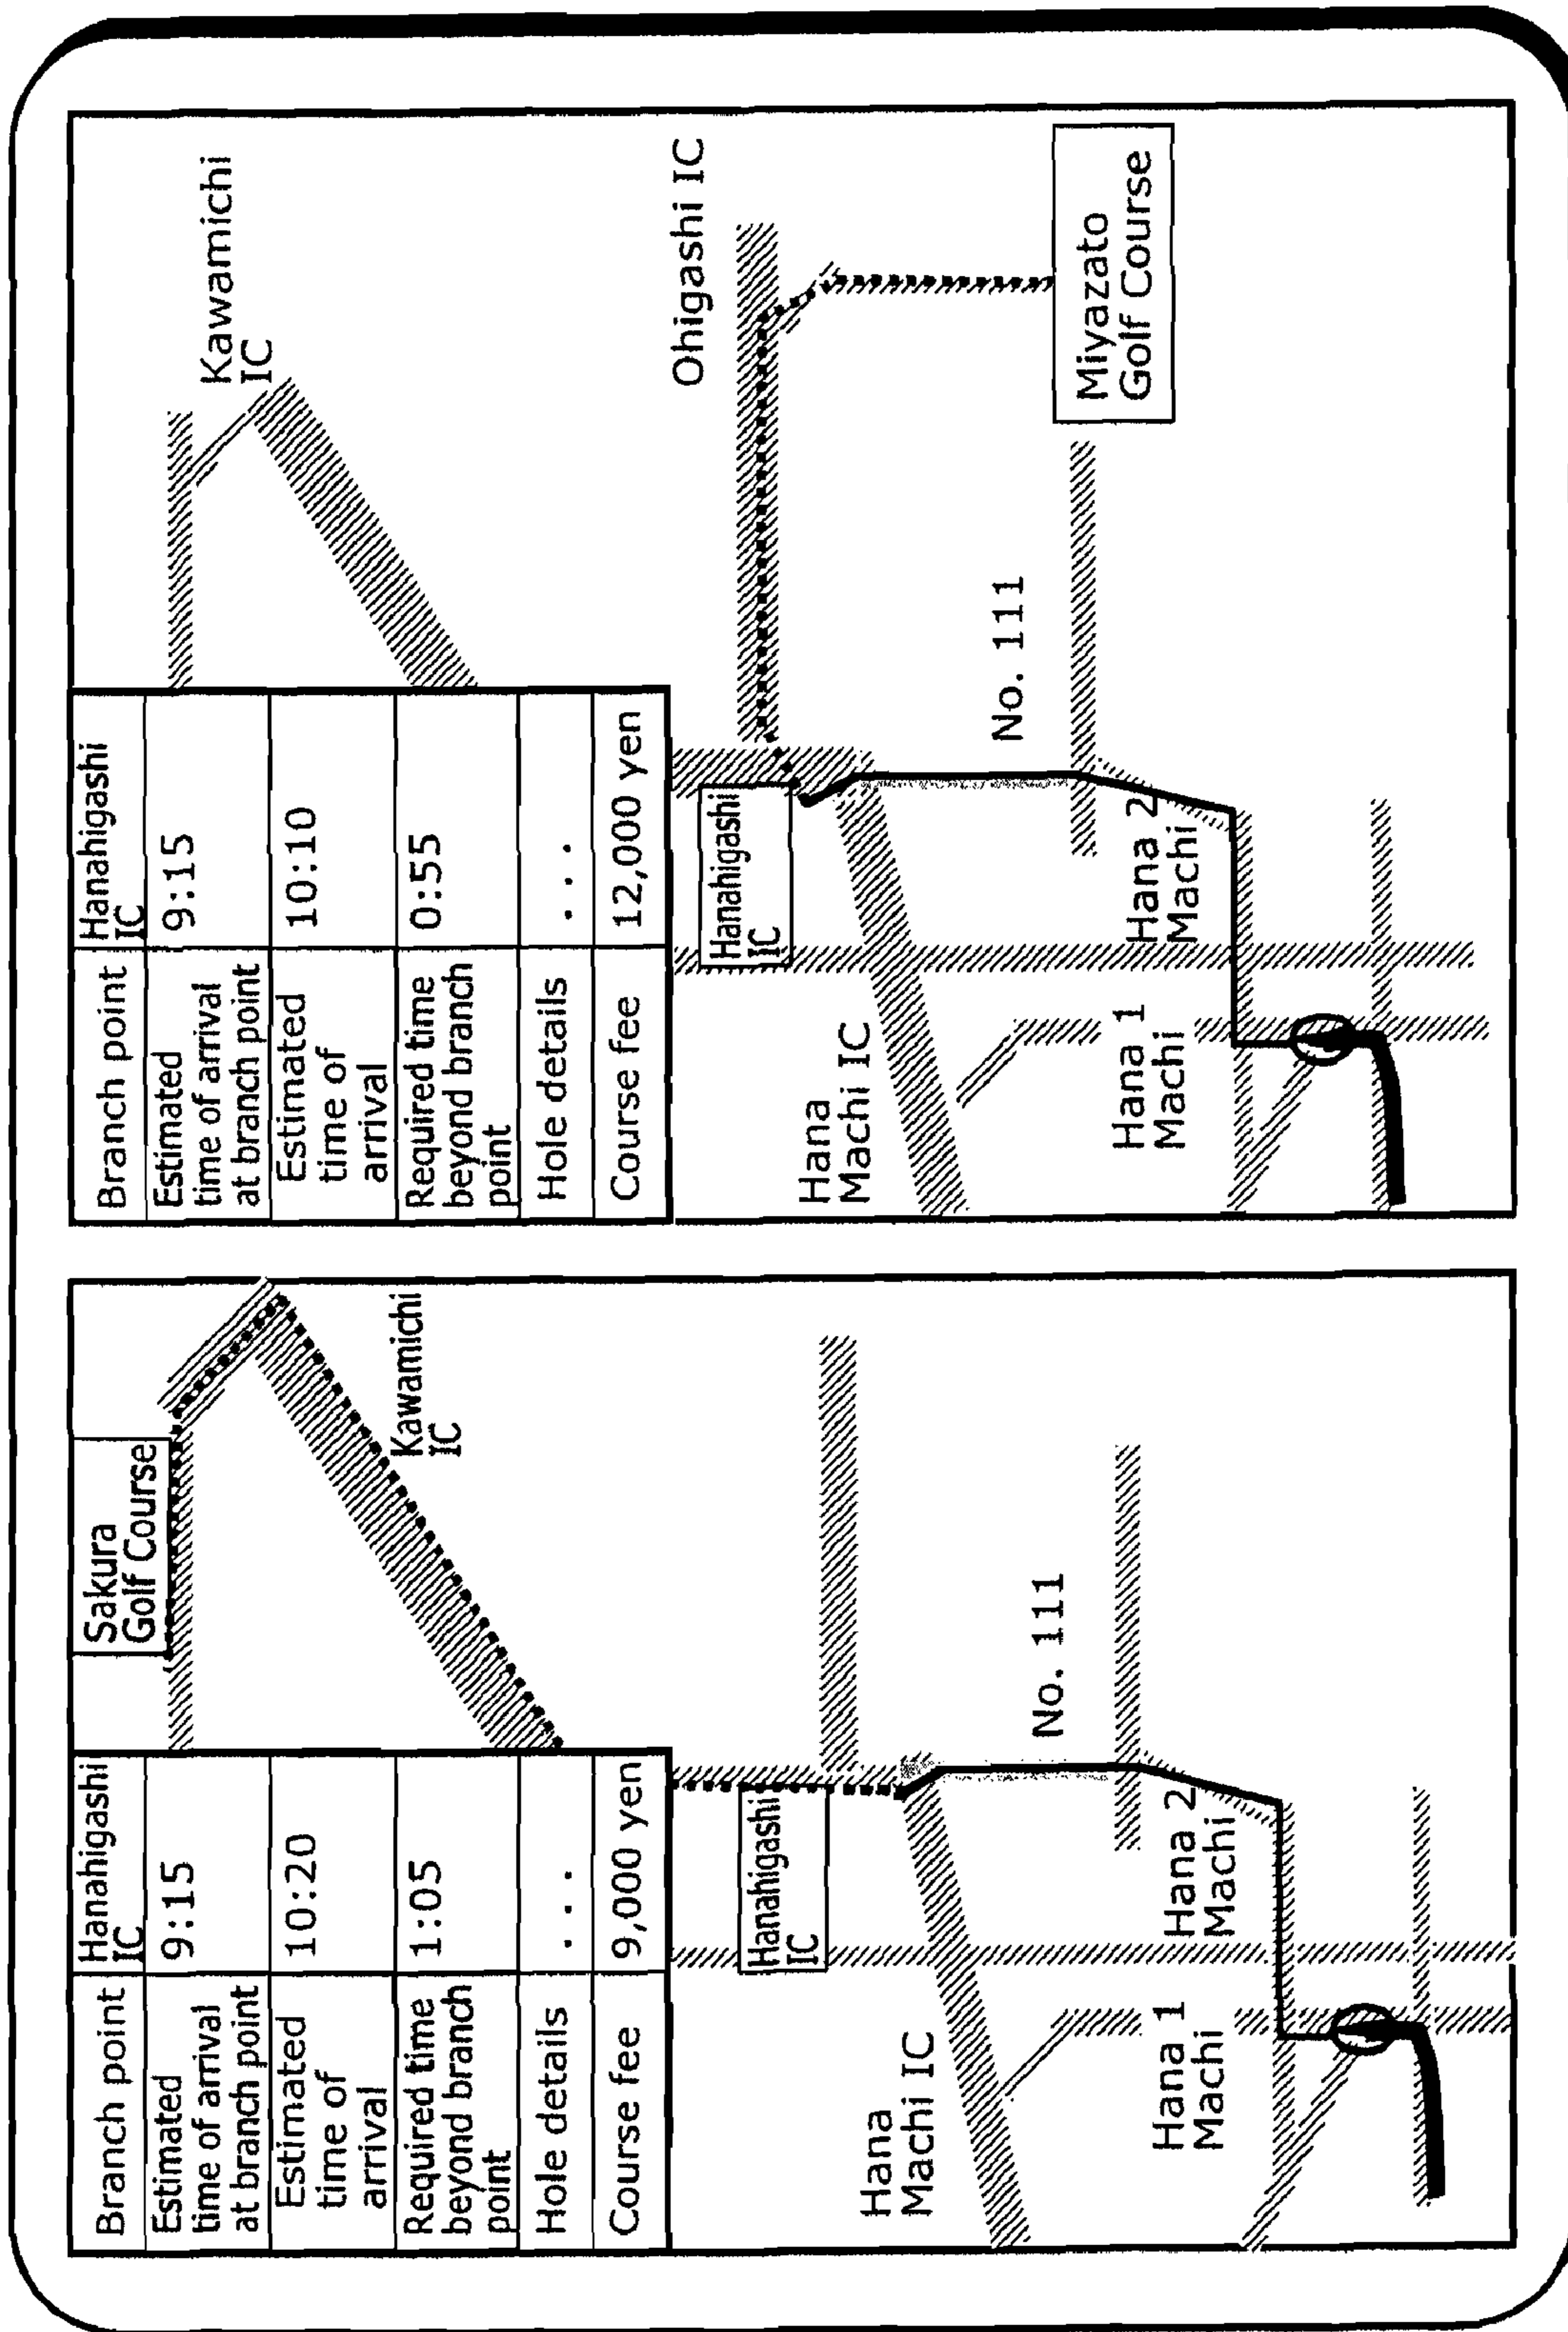 Branch point
Hanahigashi
IC
Estimated
time of arrival
at branch point
9:15
Estimated
time of
arrival
10:20
Required time
beyond branch
point
1:05
Hole details
...
Course fee
9,000 yen
Sakura
Golf Course
Kawamichi
IC
Hanahigashi
IC
Hana
Machi IC
No. 111
Hana 1
Machi
Hana 2
Machi
Branch point
Hanahigashi
IC
Estimated
time of arrival
at branch point
9:15
Estimated
time of
arrival
10:10
Required time
beyond branch
point
0:55
Hole details
...
Course fee
12,000 yen
Kawamichi
IC
Ohigashi IC
Hanahigashi
IC
Hana
Machi IC
No. 111
Miyazato
Golf Course
Hana 1
Machi
Hana 2
Machi